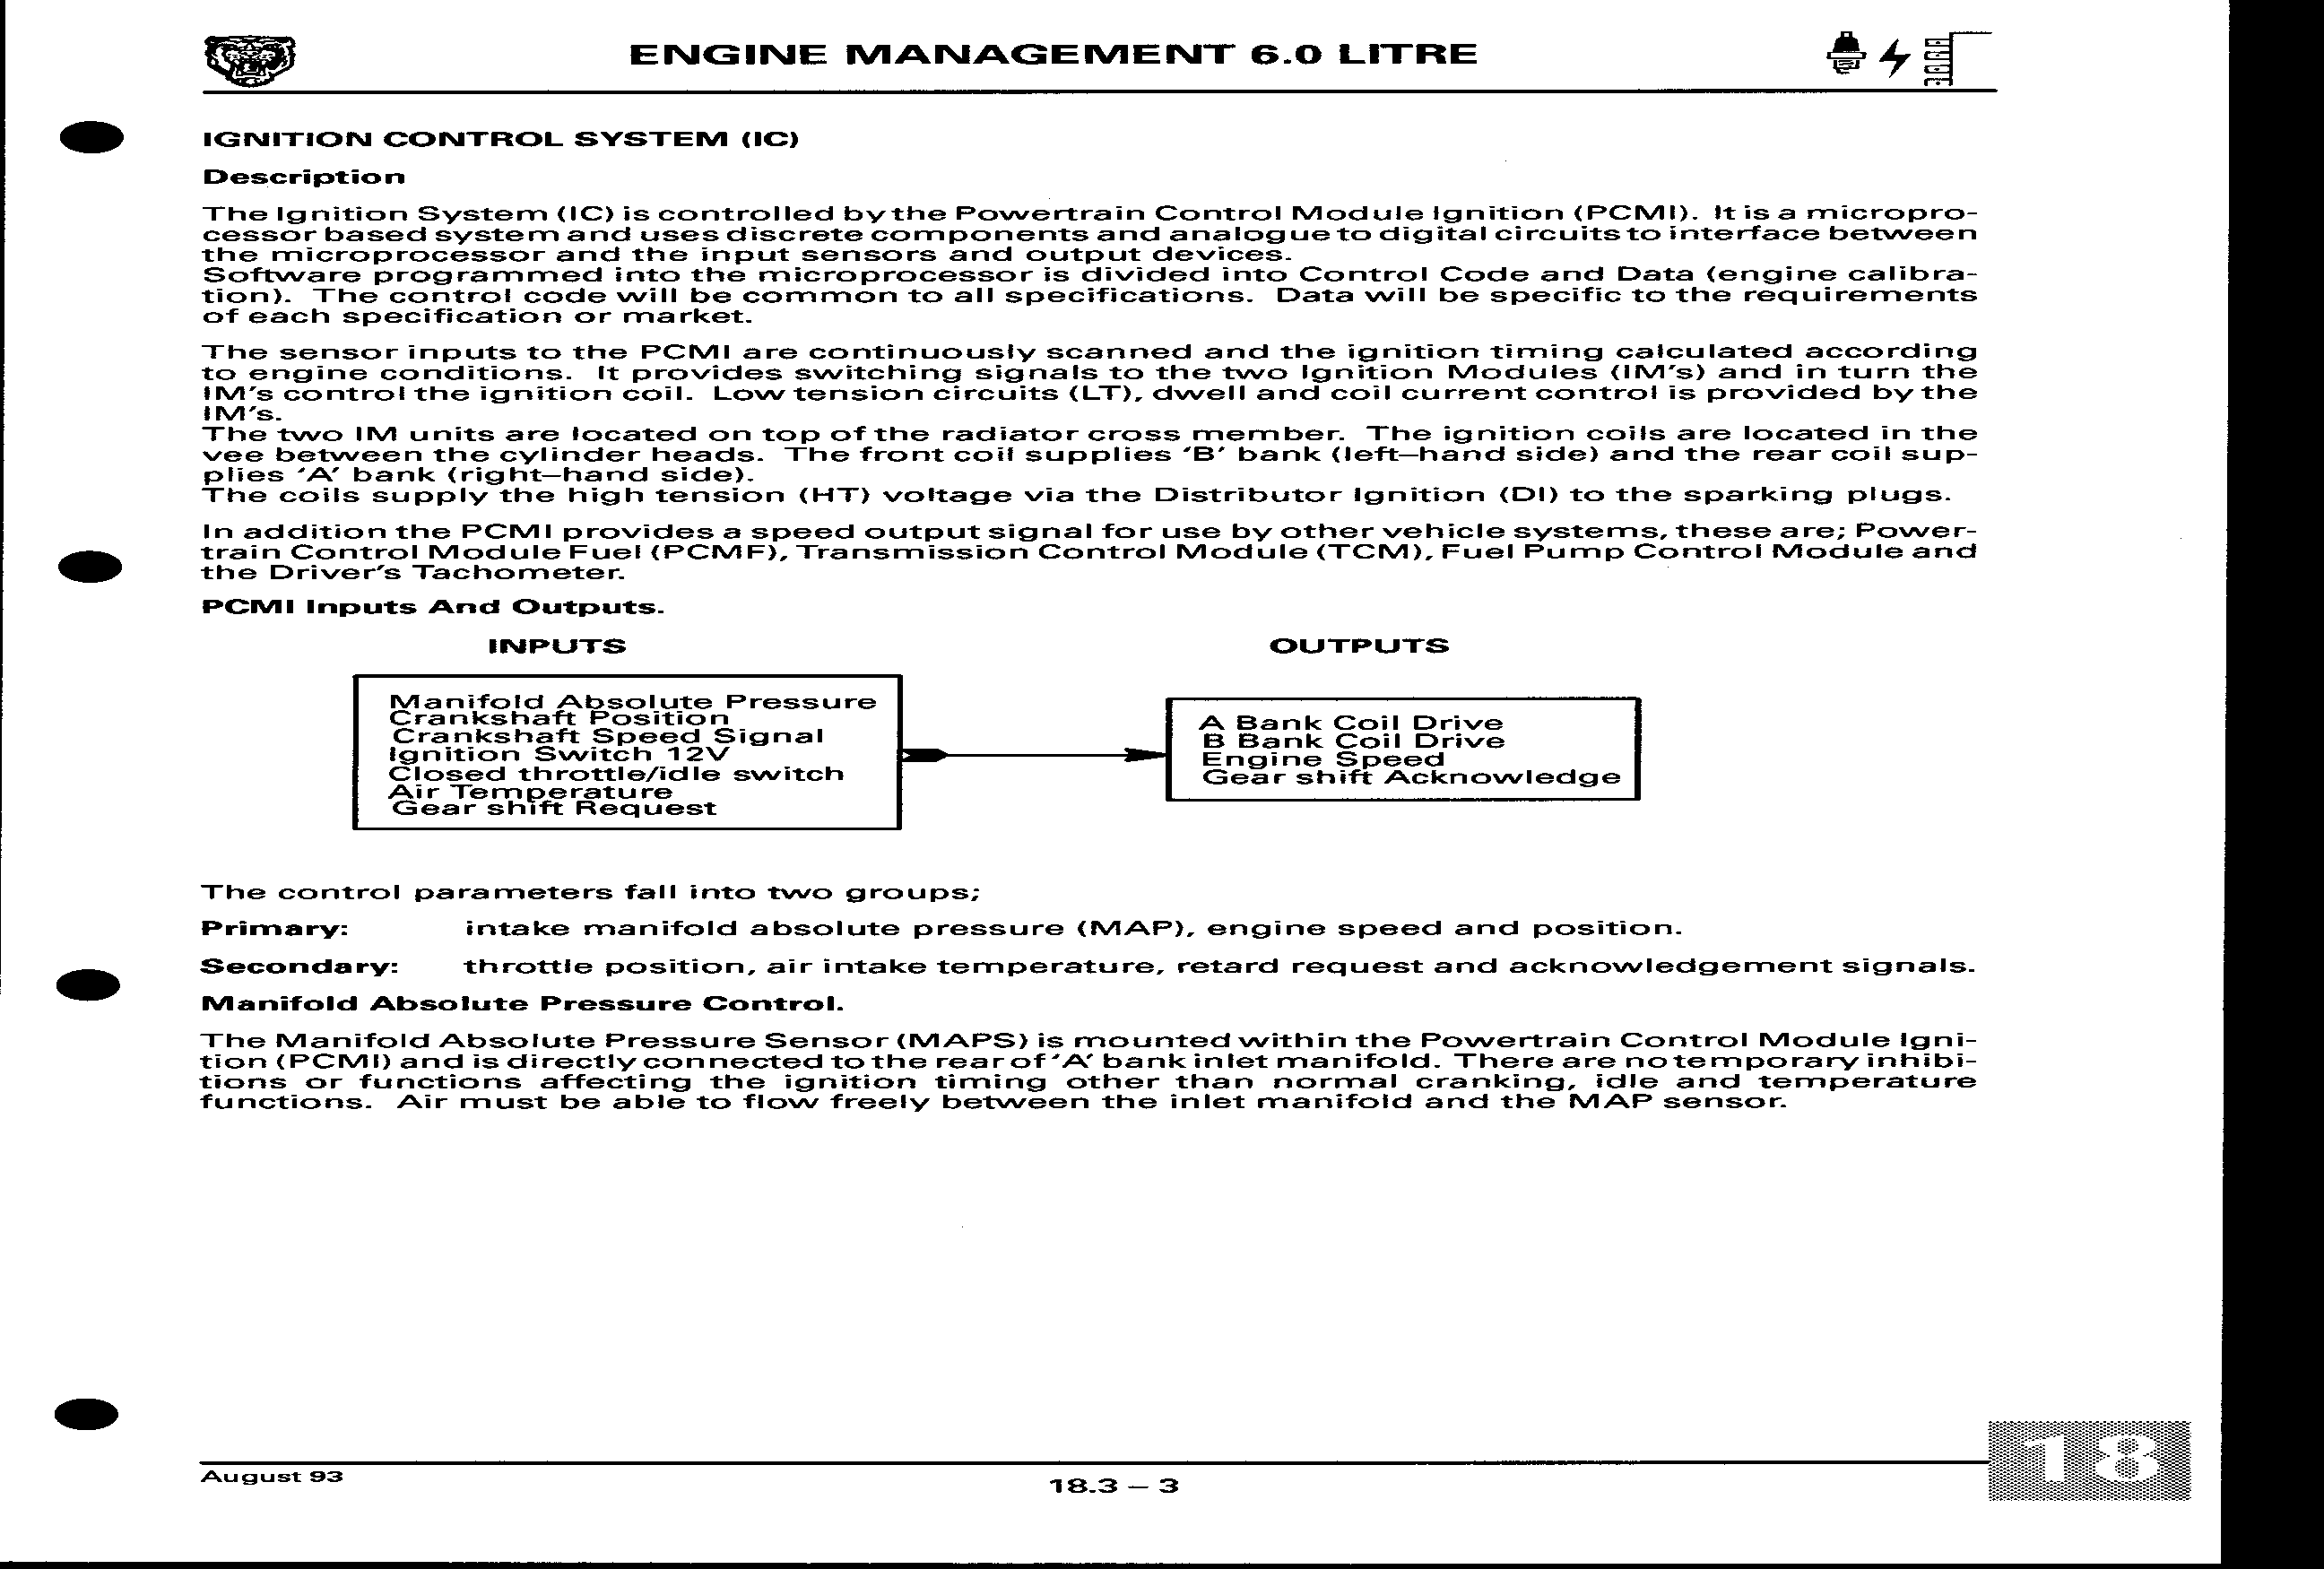 ENGINE MANAGEMENT 6.0 LITRE
IGNITION CONTROL SYSTEM (IC)
Description
The Ignition System (IC) is controlled by the Powertrain Control Module Ignition (PCMI). It is a micropro-
cessor based system and uses discrete components and analogue to digital circuits to interface between
the microprocessor and the input sensors and output devices.
Software programmed into the microprocessor is divided into Control Code and Data (engine calibra-
tion). The control code will be common to all specifications. Data will be specific to the requirements
of each specification or market.
The sensor inputs to the PCMI are continuously scanned and the ignition timing calculated according
to engine conditions. It provides switching signals to the two Ignition Modules (IM's) and in turn the
IM's control the ignition coil. Low tension circuits (LT), dwell and coil current control is provided by the
IM's.
The two IM units are located on top of the radiator cross member. The ignition coils are located in the
vee between the cylinder heads. The front coil supplies 'B' bank (left–hand side) and the rear coil sup-
plies 'A' bank (right–hand side).
The coils supply the high tension (HT) voltage via the Distributor Ignition (DI) to the sparking plugs.
In addition the PCMI provides a speed output signal for use by other vehicle systems, these are; Power-
train Control Module Fuel (PCMF), Transmission Control Module (TCM), Fuel Pump Control Module and
the Driver's Tachometer.
PCMI Inputs And Outputs.
INPUTS
Manifold Absolute Pressure
Crankshaft Position
Crankshaft Speed Signal
Ignition Switch 12V
Closed throttle/idle switch
Air Temperature
Gear shift Request
OUTPUTS
A Bank Coil Drive
B Bank Coil Drive
Engine Speed
Gear shift Acknowledge
The control parameters fall into two groups;
Primary: intake manifold absolute pressure (MAP), engine speed and position.
Secondary: throttle position, air intake temperature, retard request and acknowledgement signals.
Manifold Absolute Pressure Control.
The Manifold Absolute Pressure Sensor (MAPS) is mounted within the Powertrain Control Module Igni-
tion (PCMI) and is directly connected to the rear of 'A' bank inlet manifold. There are no temporary inhibi-
tions or functions affecting the ignition timing other than normal cranking, idle and temperature
functions. Air must be able to flow freely between the inlet manifold and the MAP sensor.
August 93
18.3 – 3
18